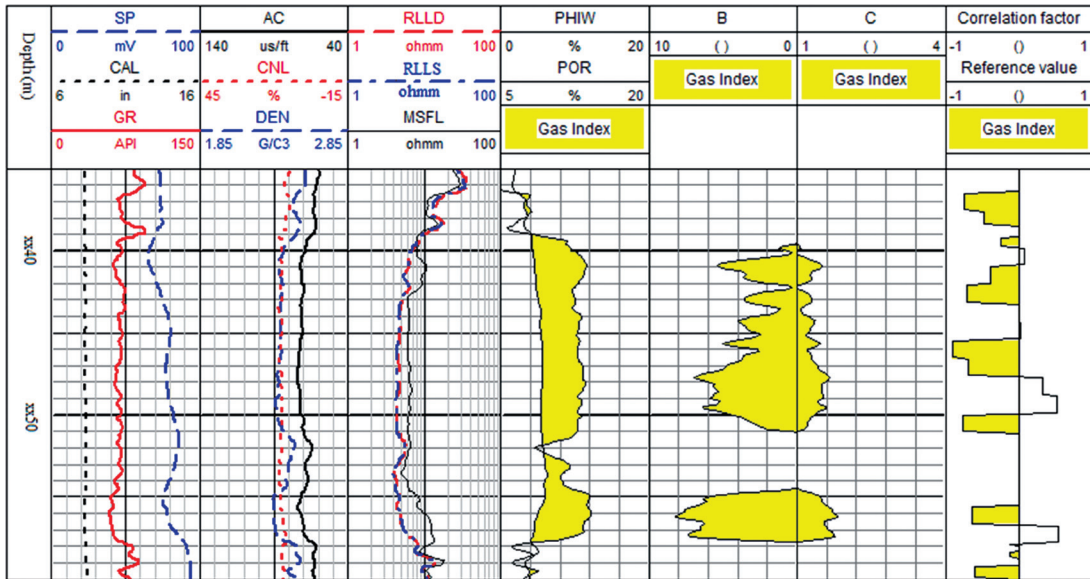 Depth(m)
SP
0 mV 100
CAL
6 in 16
GR
0 API 150
AC
140 us/ft 40
CNL
45 % -15
DEN
1.85 G/C3 2.85
RLLD
1 ohmm 100
RLLS
1 ohmm 100
MSFL
1 ohmm 100
PHIW
0 % 20
POR
5 % 20
Gas Index
B
10 ( ) 0
Gas Index
C
1 ( ) 4
Gas Index
Correlation factor
-1 () 1
Reference value
-1 () 1
Gas Index
xx40
xx50